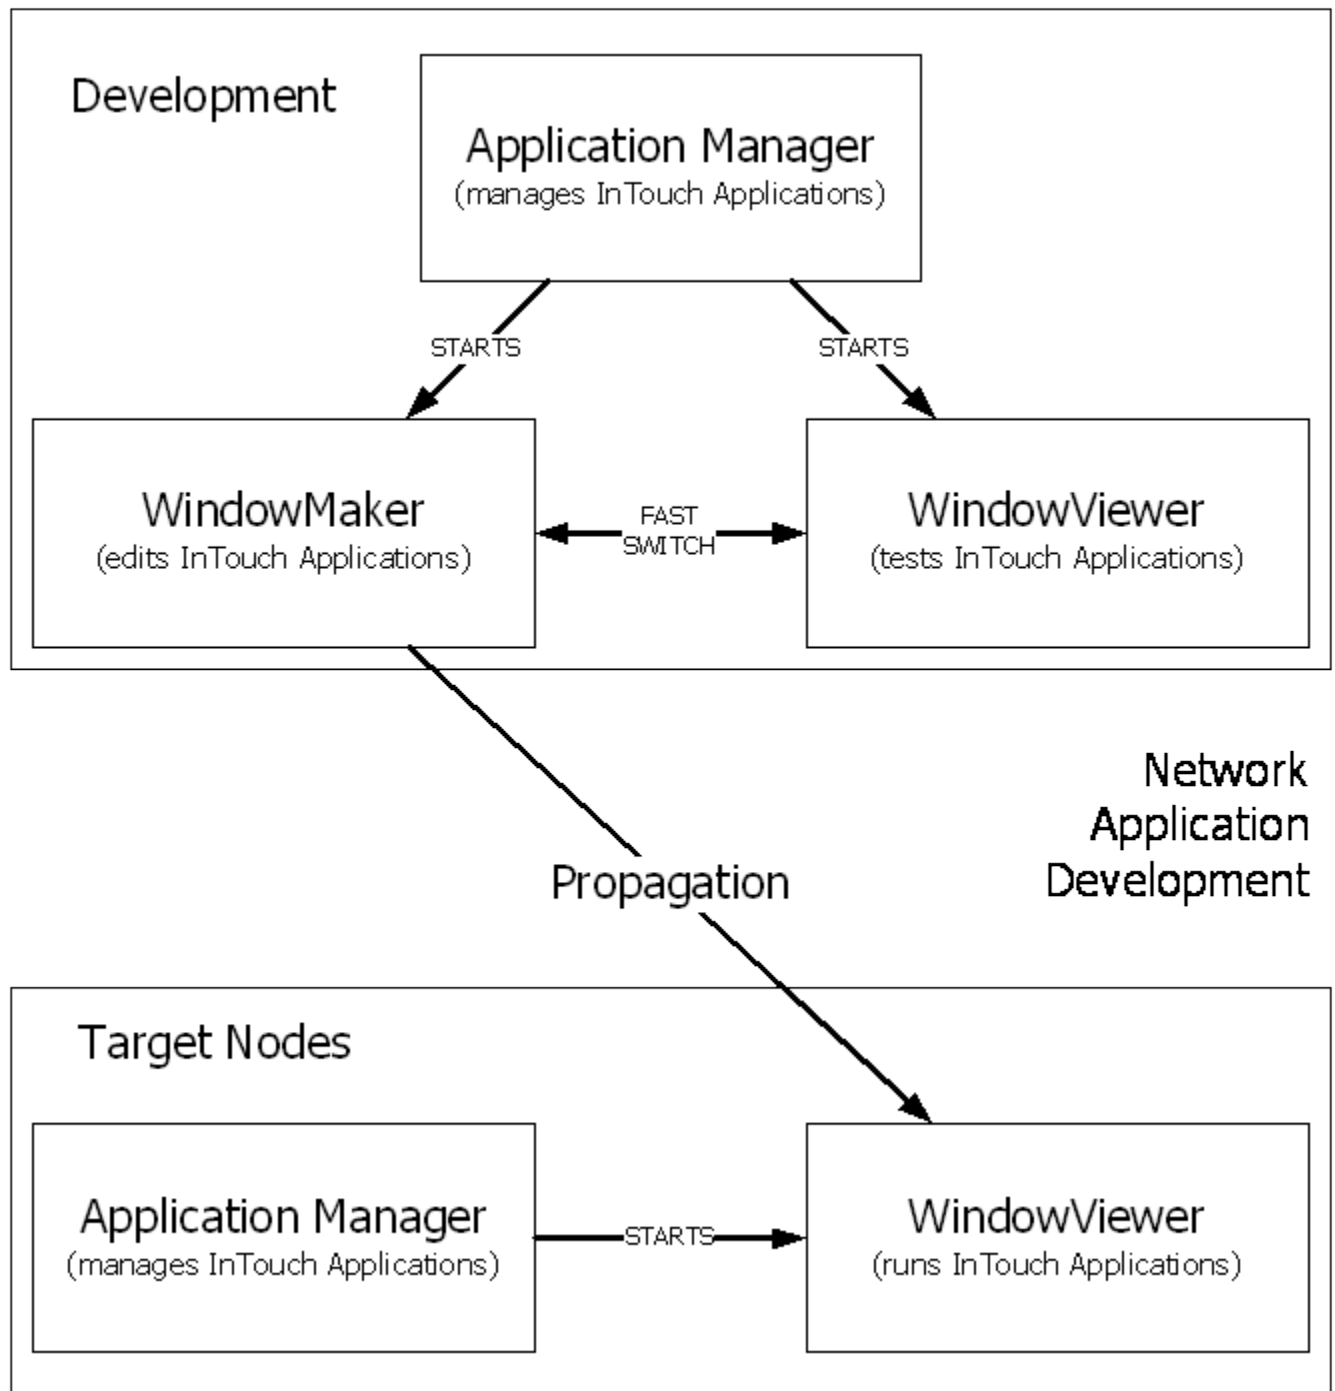 Development
Application Manager
(manages InTouch Applications)
STARTS
STARTS
WindowMaker
(edits InTouch Applications)
FAST
SWITCH
WindowViewer
(tests InTouch Applications)
Network
Application
Development
Propagation
Target Nodes
Application Manager
(manages InTouch Applications)
STARTS
WindowViewer
(runs InTouch Applications)